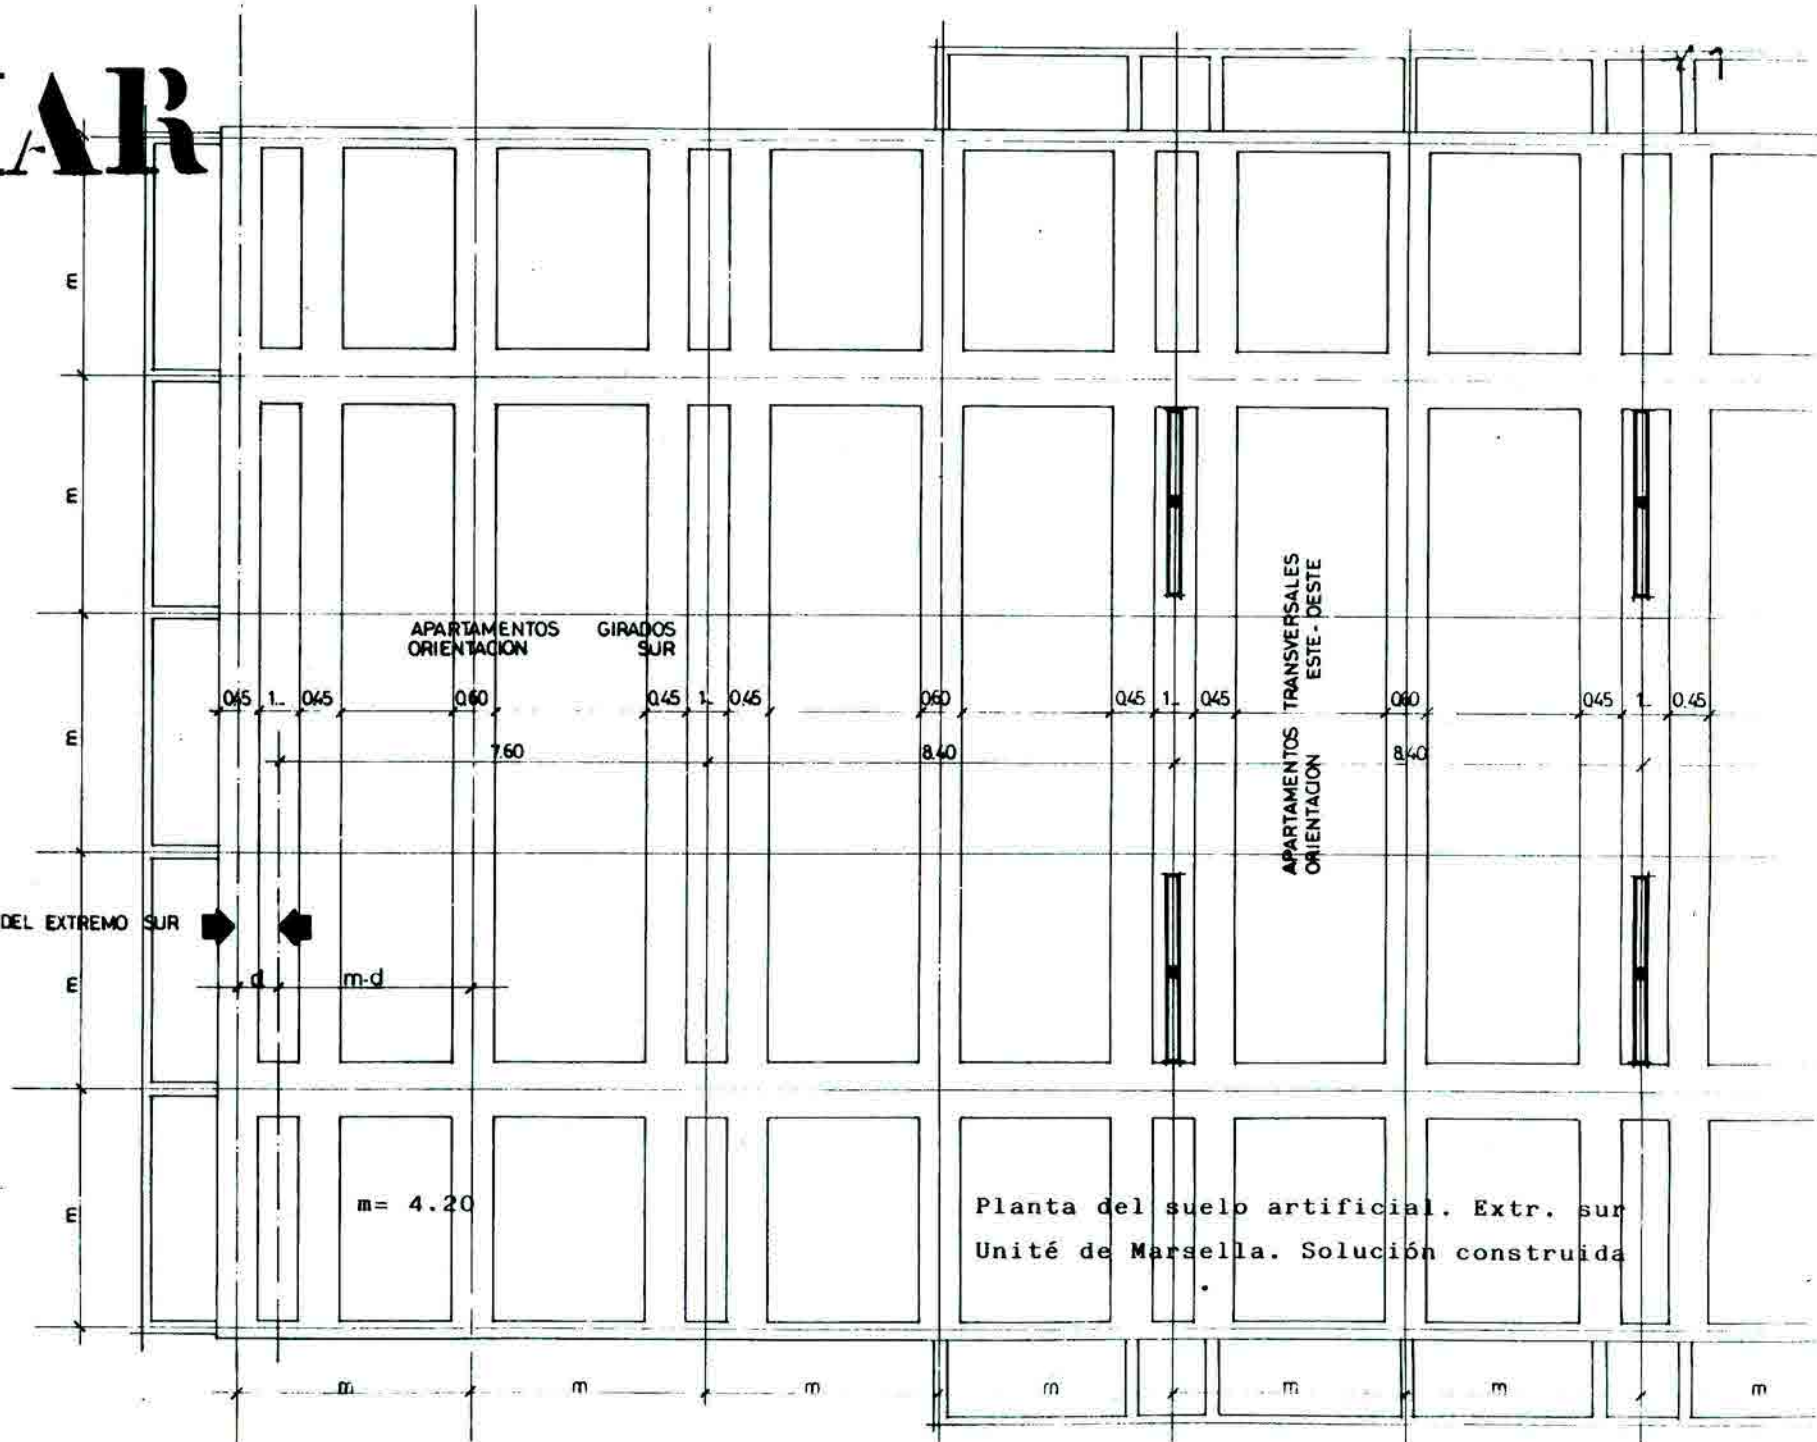 AR
m
m
APARTAMENTOS GIRADOS
ORIENTACION SUR
APARTAMENTOS TRANSVERSALES
ORIENTACION ESTE-OESTE
0.45 1.. 0.45 0.60 0.45 1. 0.45 0.60 0.45 1.. 0.45 0.60 0.45 1. 0.45
m
7.60 8.40 8.40
DEL EXTREMO SUR
m d m-d
m
m= 4.20
Planta del suelo artificial. Extr. sur
Unité de Marsella. Solución construida
m m m m m m m